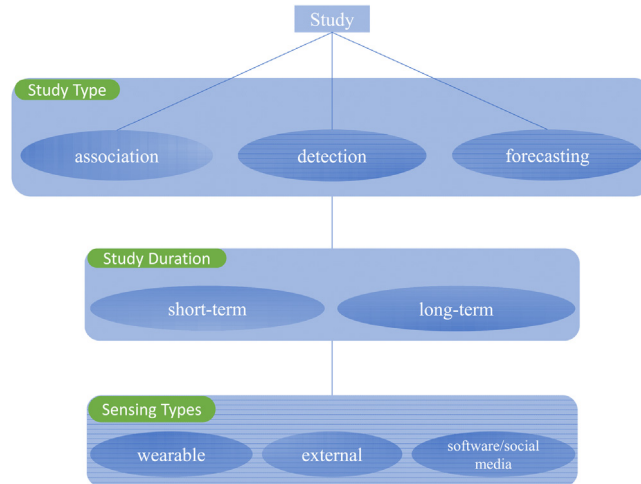 Study
Study Type
association
detection
forecasting
Study Duration
short-term
long-term
Sensing Types
wearable
external
software/social
media